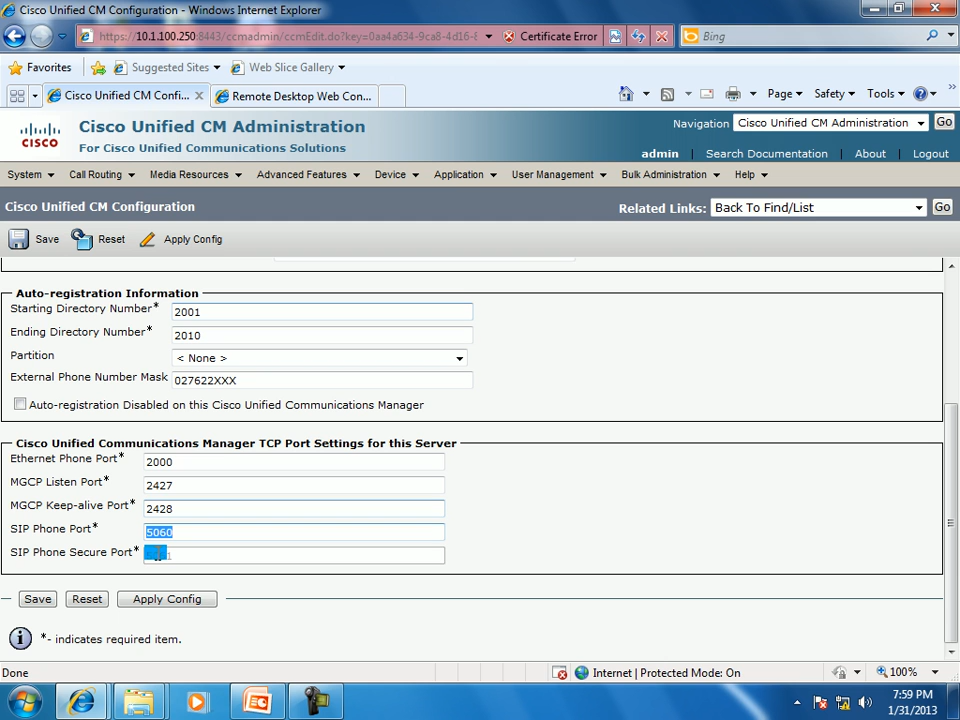 Cisco Unified CM Configuration - Windows Internet Explorer
https://10.1.100.250:8443/ccmadmin/ccmEdit.do?key=0aa4a634-9ca8-4d16-8 Certificate Error Bing
Favorites Suggested Sites Web Slice Gallery
Cisco Unified CM Confi... Remote Desktop Web Con... Page Safety Tools
Cisco Unified CM Administration
For Cisco Unified Communications Solutions
CISCO
Navigation Cisco Unified CM Administration Go
admin | Search Documentation | About | Logout
System Call Routing Media Resources Advanced Features Device Application User Management Bulk Administration Help
Cisco Unified CM Configuration
Related Links: Back To Find/List Go
Save Reset Apply Config
Auto-registration Information
Starting Directory Number* 2001
Ending Directory Number* 2010
Partition < None >
External Phone Number Mask 027622XXX
Auto-registration Disabled on this Cisco Unified Communications Manager
Cisco Unified Communications Manager TCP Port Settings for this Server
Ethernet Phone Port* 2000
MGCP Listen Port* 2427
MGCP Keep-alive Port* 2428
SIP Phone Port* 5060
SIP Phone Secure Port*
Save Reset Apply Config
*- indicates required item.
Done Internet | Protected Mode: On 100%
7:59 PM
1/31/2013